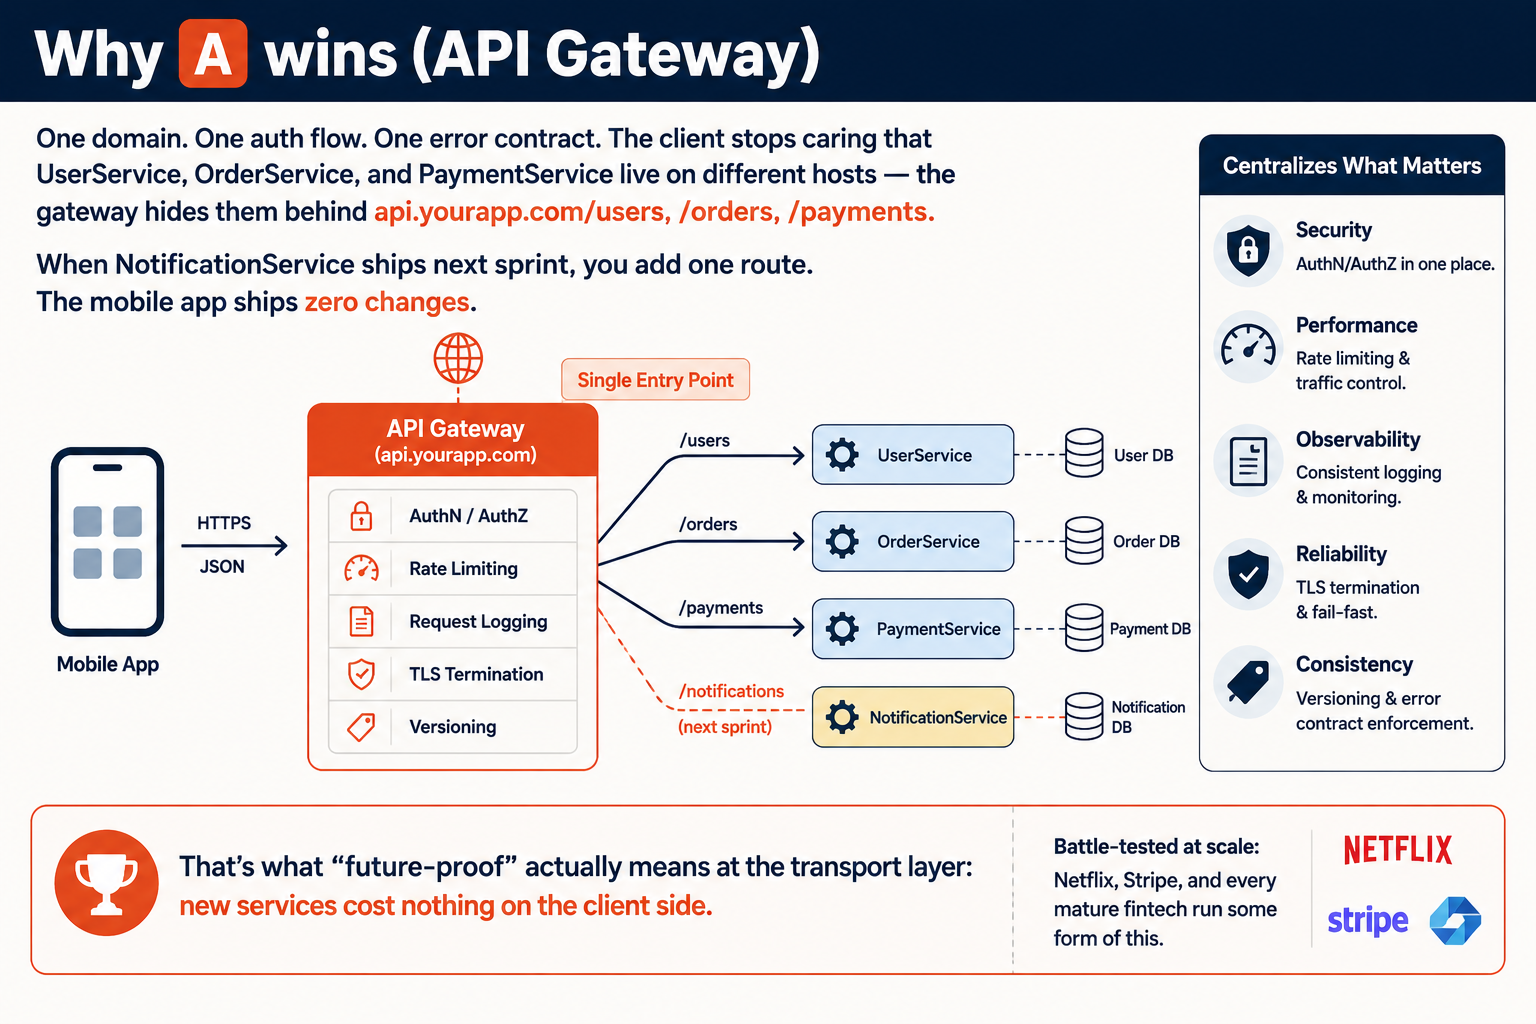 Why A wins (API Gateway)
One domain. One auth flow. One error contract. The client stops caring that
UserService, OrderService, and PaymentService live on different hosts — the
gateway hides them behind api.yourapp.com/users, /orders, /payments.
When NotificationService ships next sprint, you add one route.
The mobile app ships zero changes.
Single Entry Point
API Gateway
(api.yourapp.com)
AuthN / AuthZ
Rate Limiting
Request Logging
TLS Termination
Versioning
HTTPS
JSON
Mobile App
/users
UserService
User DB
/orders
OrderService
Order DB
/payments
PaymentService
Payment DB
/notifications
(next sprint)
NotificationService
Notification
DB
Centralizes What Matters
Security
AuthN/AuthZ in one place.
Performance
Rate limiting &
traffic control.
Observability
Consistent logging
& monitoring.
Reliability
TLS termination
& fail-fast.
Consistency
Versioning & error
contract enforcement.
That's what “future-proof” actually means at the transport layer:
new services cost nothing on the client side.
Battle-tested at scale:
Netflix, Stripe, and every
mature fintech run some
form of this.
NETFLIX
stripe